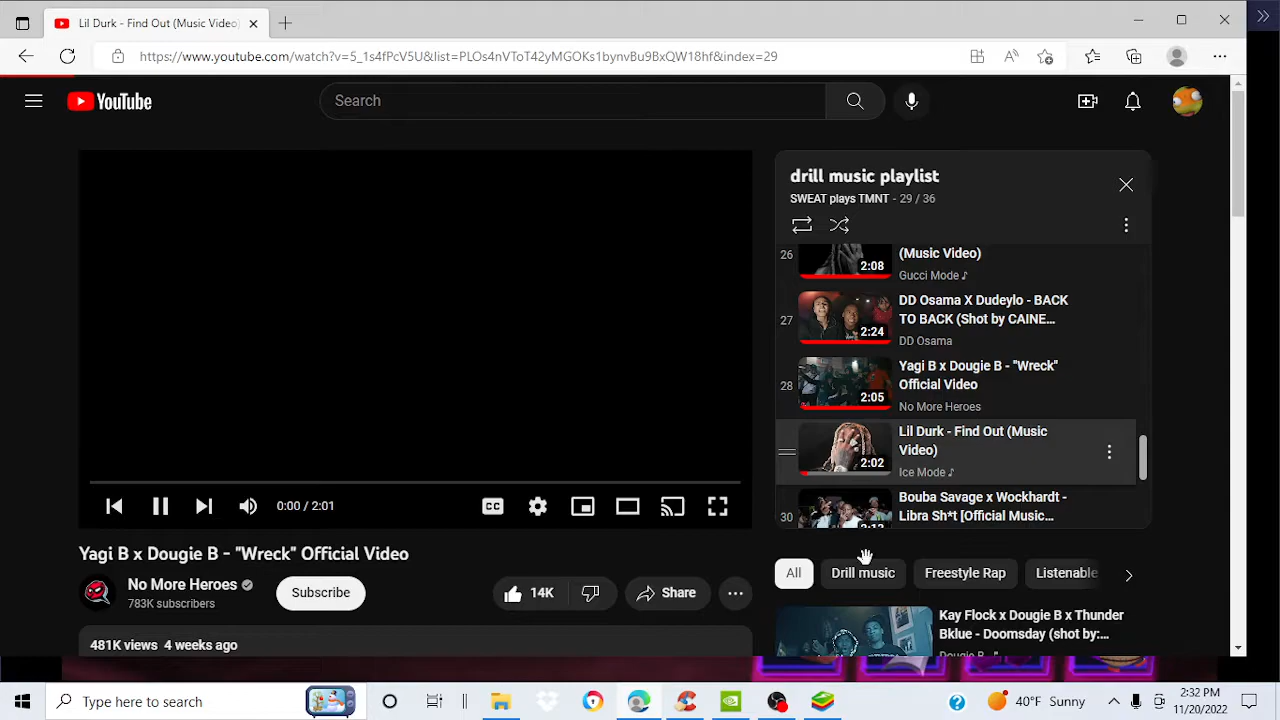 Lil Durk - Find Out (Music Video)
https://www.youtube.com/watch?v=5_1s4fPcV5U&list=PLOs4nVToT42yMGOKs1bynvBu9BxQW18hf&index=29
YouTube
Search
drill music playlist
SWEAT plays TMNT - 29 / 36
26
2:08
(Music Video)
Gucci Mode ♪
27
2:24
DD Osama X Dudeylo - BACK
TO BACK (Shot by CAINE...
DD Osama
28
2:05
Yagi B x Dougie B - "Wreck"
Official Video
No More Heroes
2:02
Lil Durk - Find Out (Music
Video)
Ice Mode ♪
30
Bouba Savage x Wockhardt -
Libra Sh*t [Official Music...
0:00 / 2:01
CC
Yagi B x Dougie B - "Wreck" Official Video
No More Heroes
783K subscribers
Subscribe
14K
Share
481K views 4 weeks ago
All
Drill music
Freestyle Rap
Listenable
Kay Flock x Dougie B x Thunder
Bklue - Doomsday (shot by:...
Type here to search
40°F Sunny
2:32 PM
11/20/2022